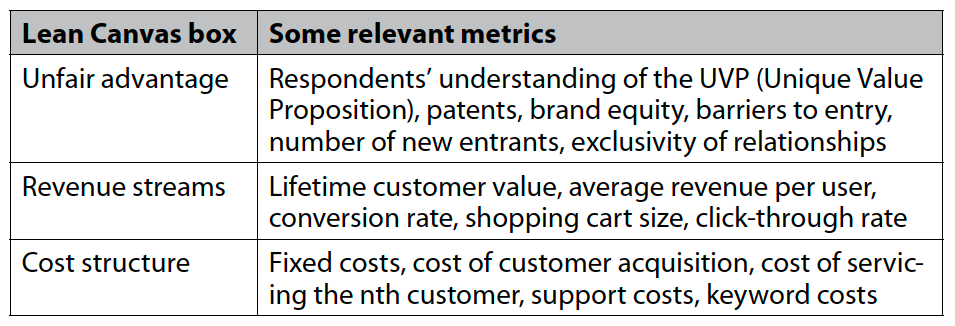 Lean Canvas box Some relevant metrics
Unfair advantage Respondents’ understanding of the UVP (Unique Value
Proposition), patents, brand equity, barriers to entry,
number of new entrants, exclusivity of relationships
Revenue streams Lifetime customer value, average revenue per user,
conversion rate, shopping cart size, click-through rate
Cost structure Fixed costs, cost of customer acquisition, cost of servic-
ing the nth customer, support costs, keyword costs